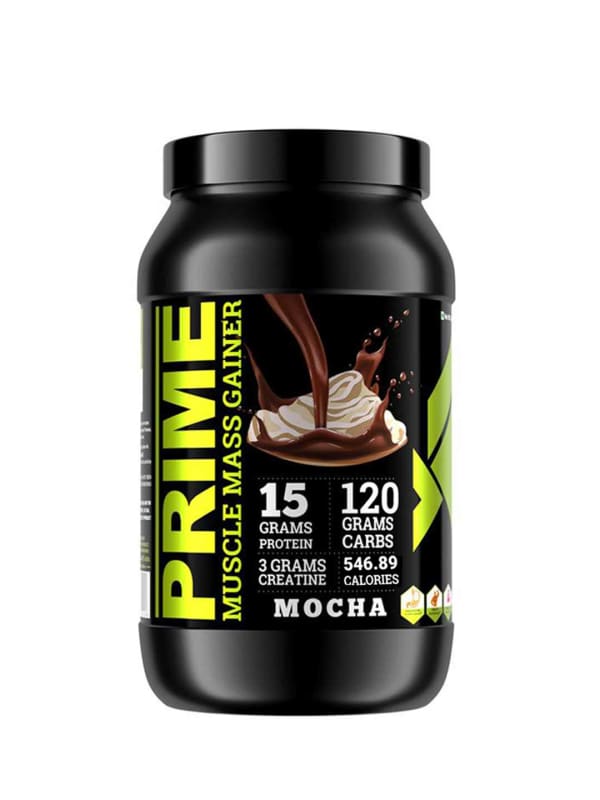 PRIME
MUSCLE MASS GAINER
15
GRAMS
PROTEIN
120
GRAMS
CARBS
3 GRAMS
CREATINE
546.89
CALORIES
MOCHA